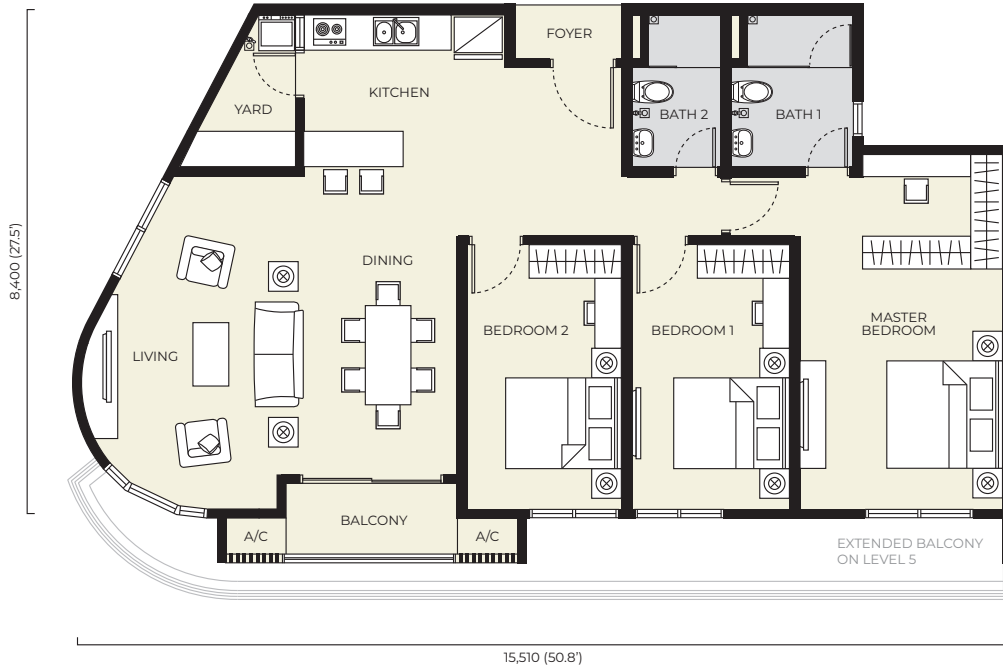 FOYER
KITCHEN
YARD
BATH 2
BATH 1
8,400 (27.5')
DINING
MASTER
BEDROOM
BEDROOM 2
BEDROOM 1
LIVING
BALCONY
A/C
A/C
EXTENDED BALCONY
ON LEVEL 5
15,510 (50.8')